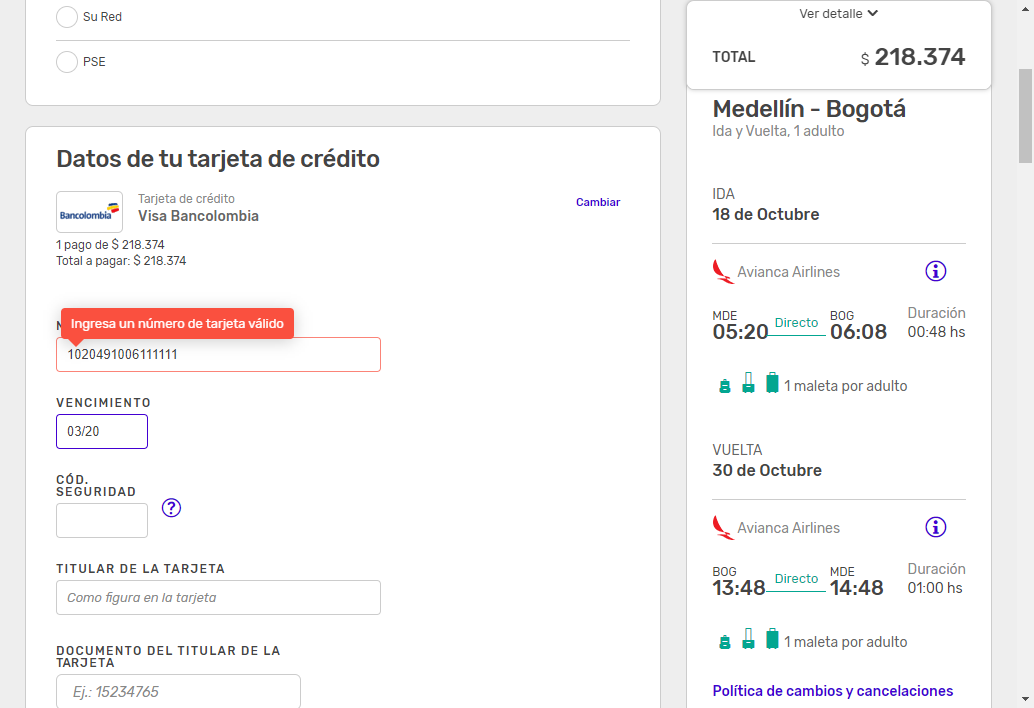 Su Red
PSE
Datos de tu tarjeta de crédito
Bancolombia
Tarjeta de crédito
Visa Bancolombia
Cambiar
1 pago de $ 218.374
Total a pagar: $ 218.374
Ingresa un número de tarjeta válido
1020491006111111
VENCIMIENTO
03/20
CÓD.
SEGURIDAD
?
TITULAR DE LA TARJETA
Como figura en la tarjeta
DOCUMENTO DEL TITULAR DE LA
TARJETA
Ej.: 15234765
Ver detalle
TOTAL
$ 218.374
Medellín - Bogotá
Ida y Vuelta, 1 adulto
IDA
18 de Octubre
Avianca Airlines
MDE
05:20
Directo
BOG
06:08
Duración
00:48 hs
1 maleta por adulto
VUELTA
30 de Octubre
Avianca Airlines
BOG
13:48
Directo
MDE
14:48
Duración
01:00 hs
1 maleta por adulto
Política de cambios y cancelaciones